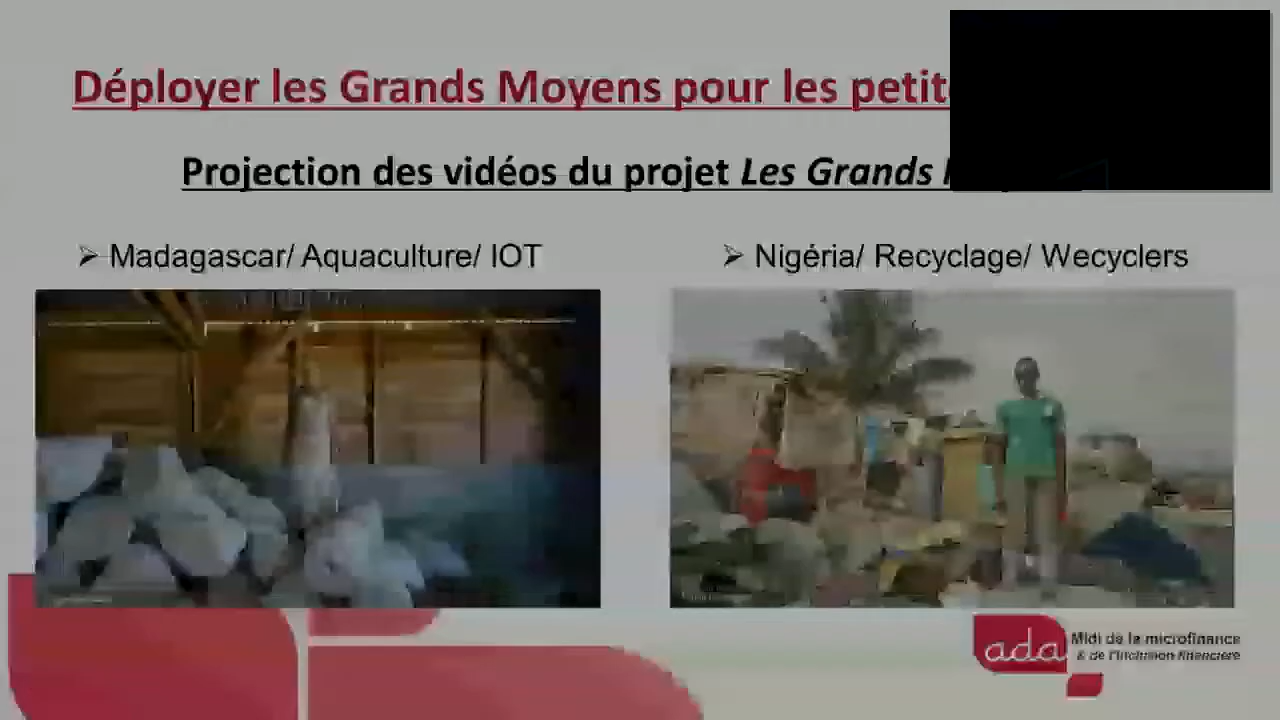 Déployer les Grands Moyens pour les petit
Projection des vidéos du projet Les Grands
➢ Madagascar/ Aquaculture/ IOT
➢ Nigéria/ Recyclage/ Wecyclers
ada
Midi de la microfinance
& de l'inclusion financière